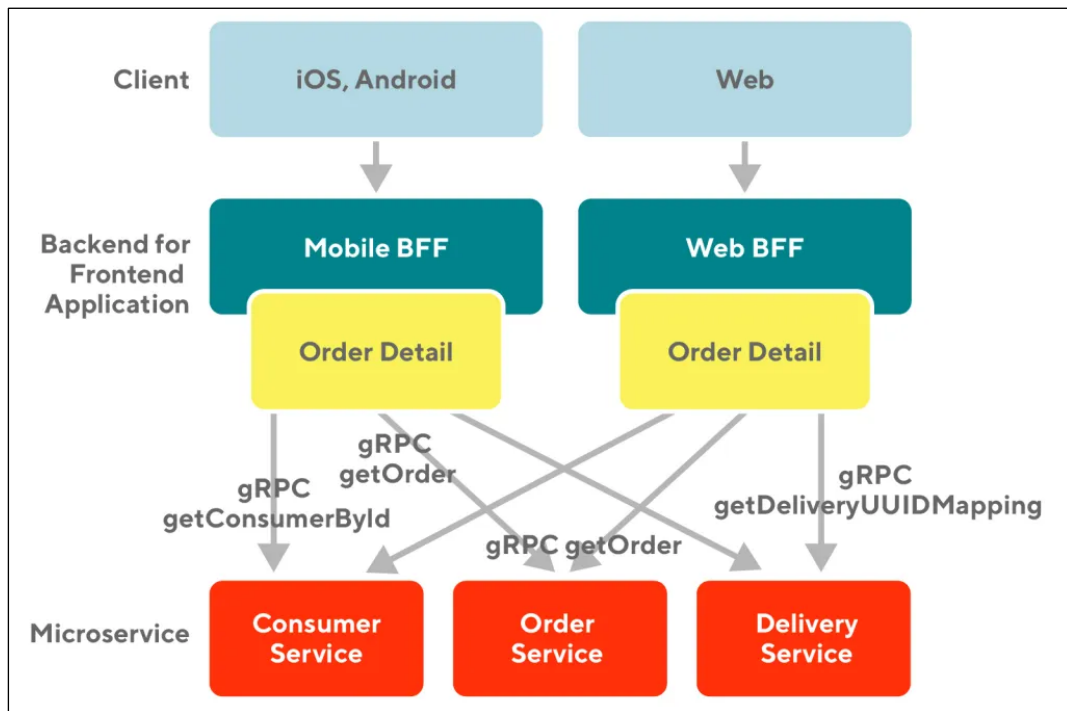 Client
iOS, Android
Web
Backend for
Frontend
Application
Mobile BFF
Web BFF
Order Detail
Order Detail
gRPC
getOrder
gRPC
getConsumerById
gRPC
getDeliveryUUIDMapping
gRPC getOrder
Microservice
Consumer
Service
Order
Service
Delivery
Service